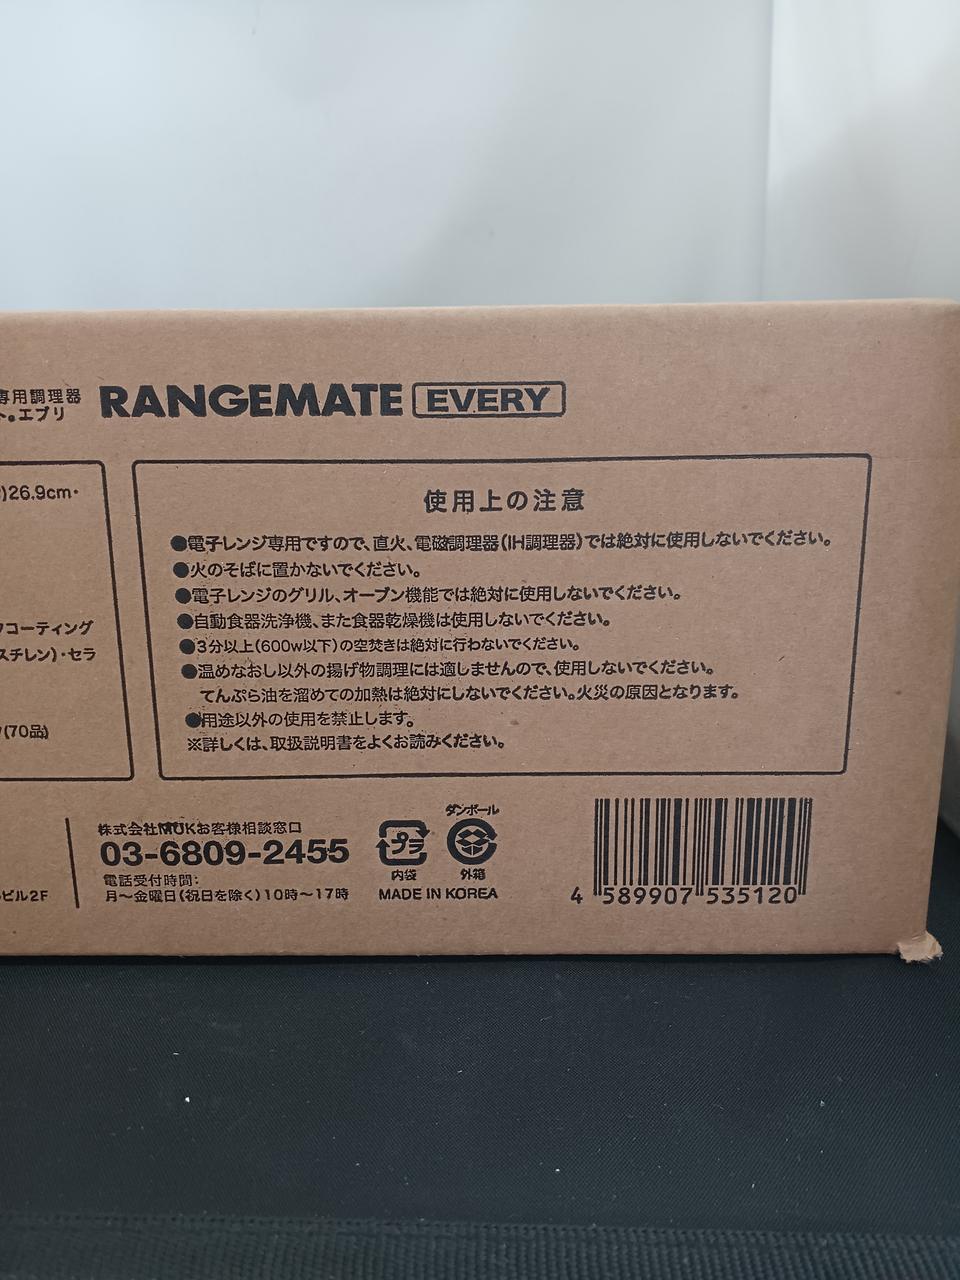 専用調理器
ト。エブリ
RANGEMATE EVERY
)26.9cm・
コーティング
スチレン)・セラ
(70品)
使用上の注意
●電子レンジ専用ですので、直火、電磁調理器(IH調理器)では絶対に使用しないでください。
●火のそばに置かないでください。
●電子レンジのグリル、オーブン機能では絶対に使用しないでください。
●自動食器洗浄機、また食器乾燥機は使用しないでください。
●3分以上(600w以下)の空焚きは絶対に行わないでください。
●温めなおし以外の揚げ物調理には適しませんので、使用しないでください。
てんぷら油を溜めての加熱は絶対にしないでください。火災の原因となります。
●用途以外の使用を禁止します。
※詳しくは、取扱説明書をよくお読みください。
ビル2F
株式会社MUKお客様相談窓口
03-6809-2455
電話受付時間:
月〜金曜日(祝日を除く)10時〜17時
プラ
内袋
ダンボール
外箱
MADE IN KOREA
4 589907 535120